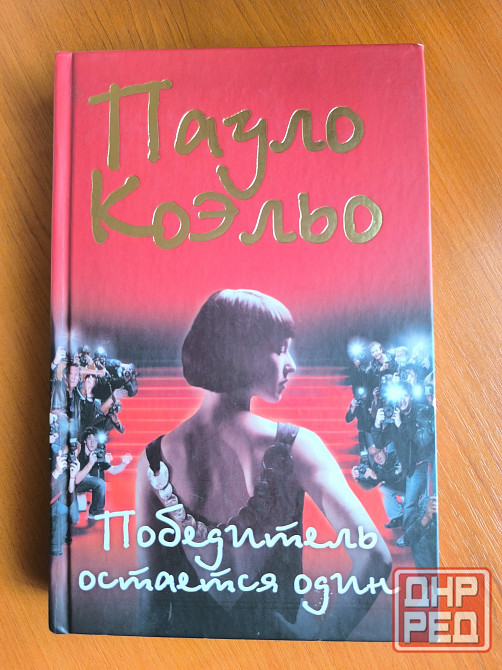 Пауло
Коэльо
Победитель
остается один
ДНР
РЕД